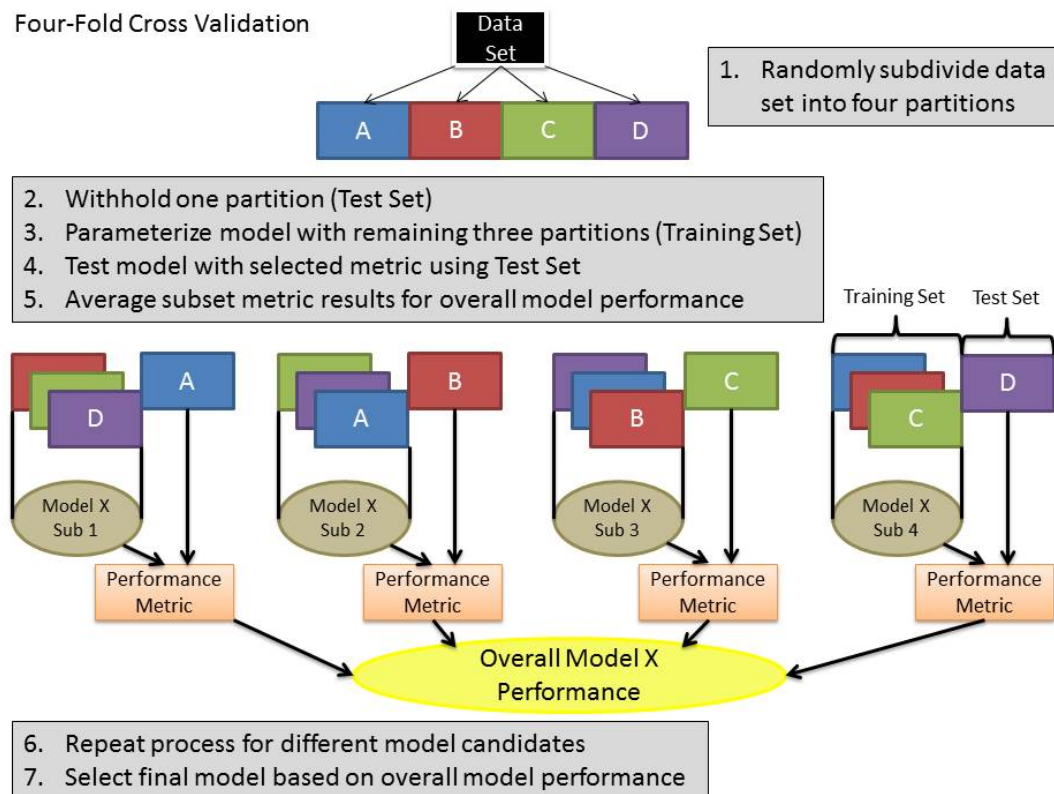 Four-Fold Cross Validation
Data
Set
1. Randomly subdivide data
set into four partitions
A B C D
2. Withhold one partition (Test Set)
3. Parameterize model with remaining three partitions (Training Set)
4. Test model with selected metric using Test Set
5. Average subset metric results for overall model performance
Training Set Test Set
D A
A B
B C
C D
Model X
Sub 1
Model X
Sub 2
Model X
Sub 3
Model X
Sub 4
Performance
Metric
Performance
Metric
Performance
Metric
Performance
Metric
Overall Model X
Performance
6. Repeat process for different model candidates
7. Select final model based on overall model performance